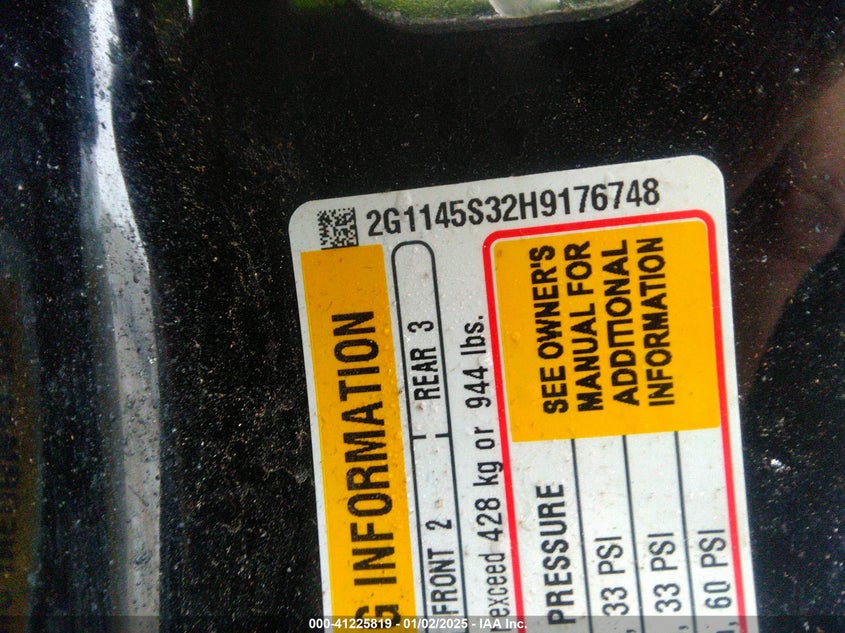 2G1145S32H9176748
G INFORMATION
FRONT 2
REAR 3
exceed 428 kg or 944 lbs.
SEE OWNER'S
MANUAL FOR
ADDITIONAL
INFORMATION
PRESSURE
, 33 PSI
, 33 PSI
, 60 PSI
000-41225819 - 01/02/2025 - IAA Inc.